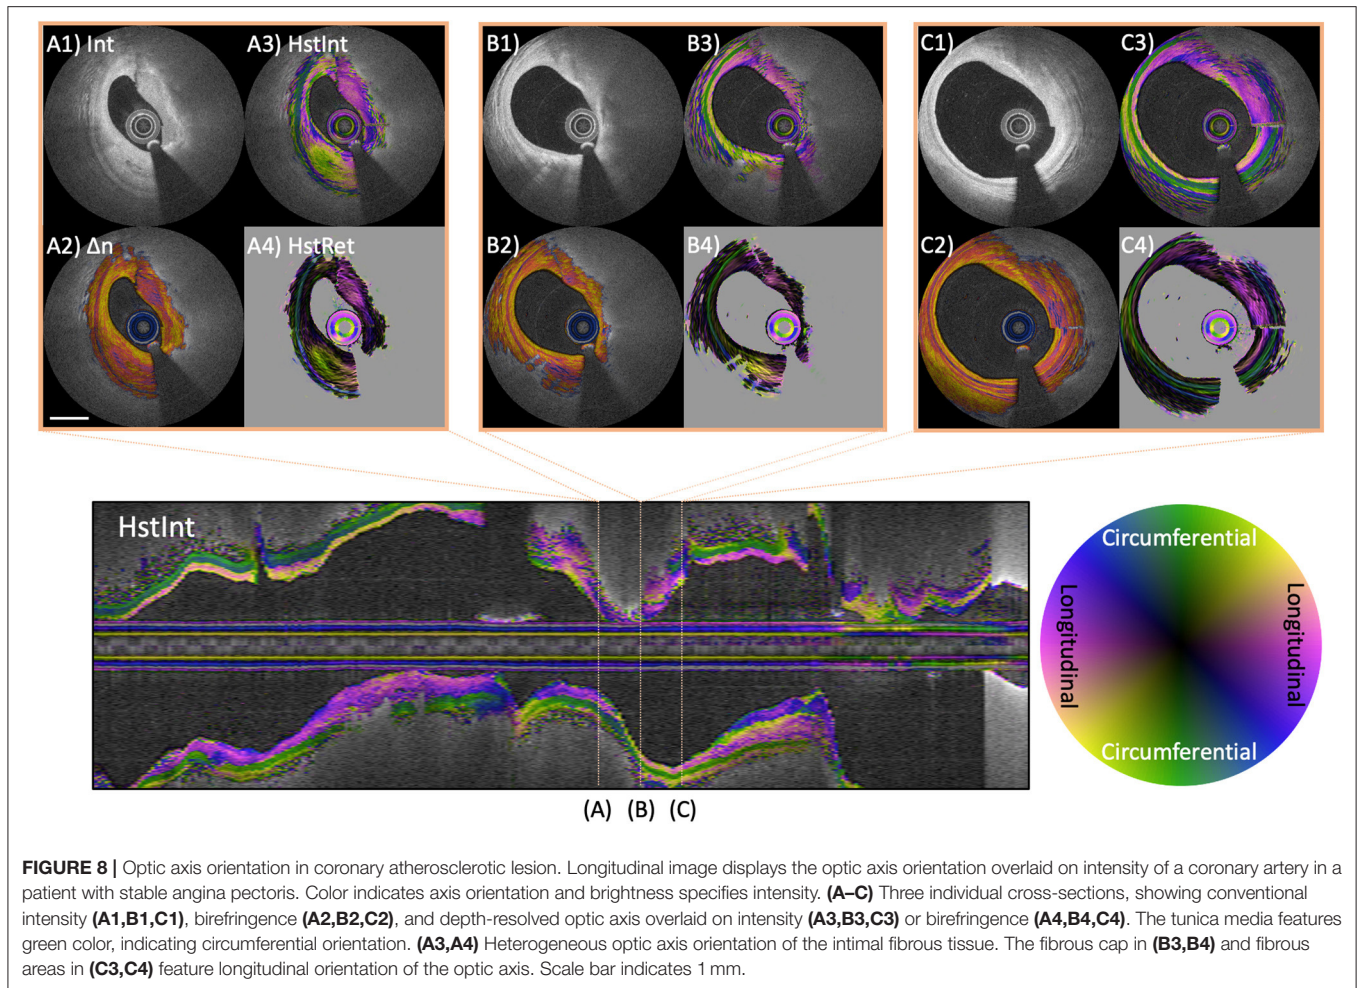 A1) Int
A3) HstInt
B1)
B3)
C1)
C3)
A2) Δn
A4) HstRet
B2)
B4)
C2)
C4)
HstInt
Circumferential
Longitudinal
Longitudinal
Circumferential
(A) (B) (C)
FIGURE 8 | Optic axis orientation in coronary atherosclerotic lesion. Longitudinal image displays the optic axis orientation overlaid on intensity of a coronary artery in a
patient with stable angina pectoris. Color indicates axis orientation and brightness specifies intensity. (A–C) Three individual cross-sections, showing conventional
intensity (A1,B1,C1), birefringence (A2,B2,C2), and depth-resolved optic axis overlaid on intensity (A3,B3,C3) or birefringence (A4,B4,C4). The tunica media features
green color, indicating circumferential orientation. (A3,A4) Heterogeneous optic axis orientation of the intimal fibrous tissue. The fibrous cap in (B3,B4) and fibrous
areas in (C3,C4) feature longitudinal orientation of the optic axis. Scale bar indicates 1 mm.